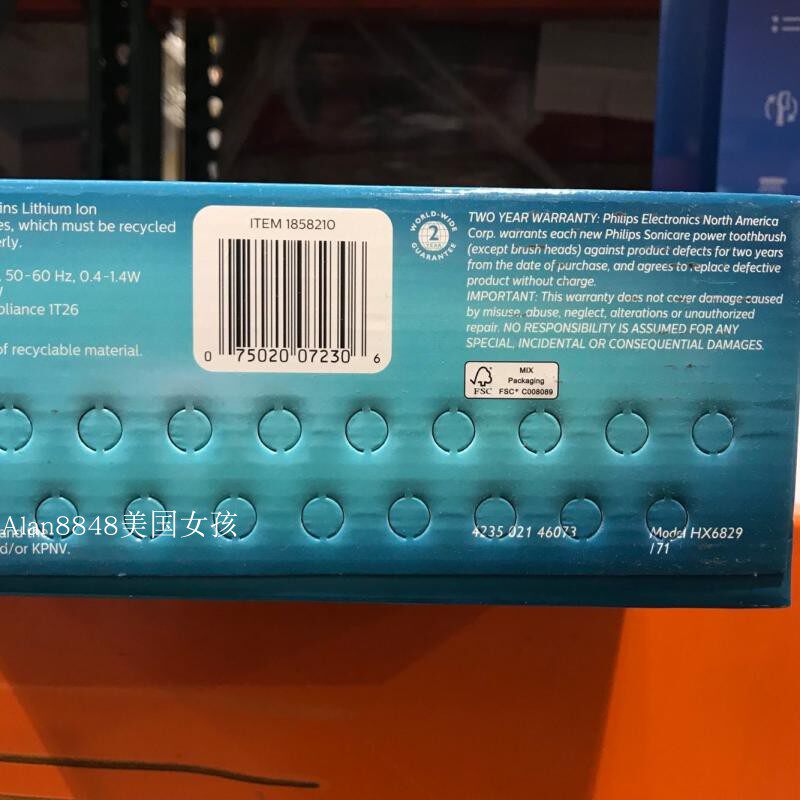 ins Lithium Ion
es, which must be recycled
erly.
, 50-60 Hz, 0.4-1.4W
pliance 1T26
of recyclable material.
ITEM 1858210
0 75020 07230 6
WORLD-WIDE
2
YEAR
GUARANTEE
TWO YEAR WARRANTY: Philips Electronics North America
Corp. warrants each new Philips Sonicare power toothbrush
(except brush heads) against product defects for two years
from the date of purchase, and agrees to replace defective
product without charge.
IMPORTANT: This warranty does not cover damage caused
by misuse, abuse, neglect, alterations or unauthorized
repair. NO RESPONSIBILITY IS ASSUMED FOR ANY
SPECIAL, INCIDENTAL OR CONSEQUENTIAL DAMAGES.
FSC
MIX
Packaging
FSC® C008089
Alan8848美国女孩
and the
d/or KPNV.
4235 021 46073
Model HX6829
/71